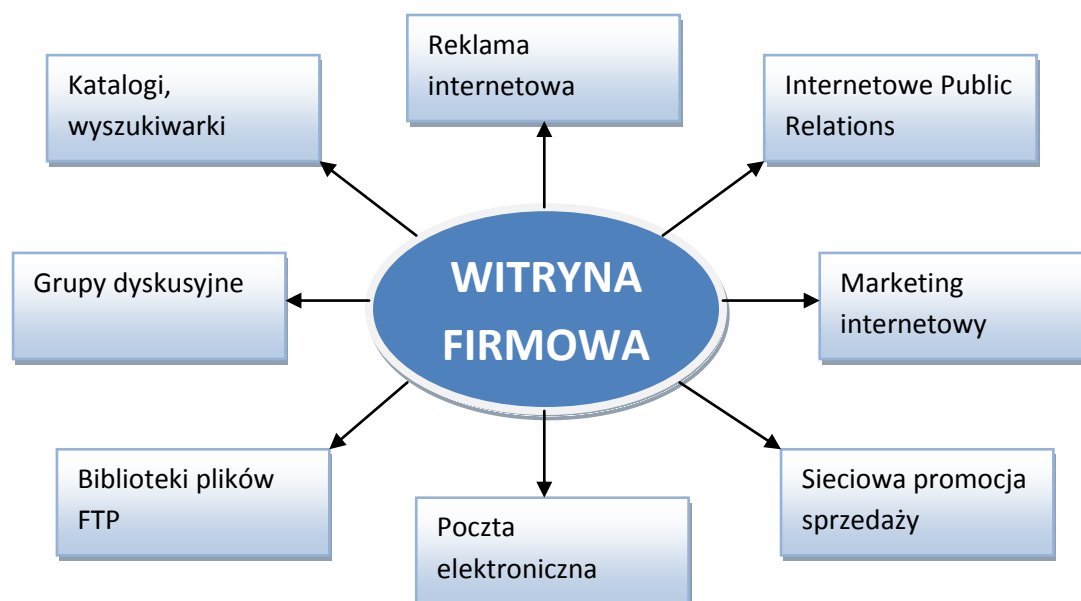 Reklama
internetowa
Katalogi,
wyszukiwarki
Internetowe Public
Relations
Grupy dyskusyjne
WITRYNA
FIRMOWA
Marketing
internetowy
Biblioteki plików
FTP
Poczta
elektroniczna
Sieciowa promocja
sprzedaży